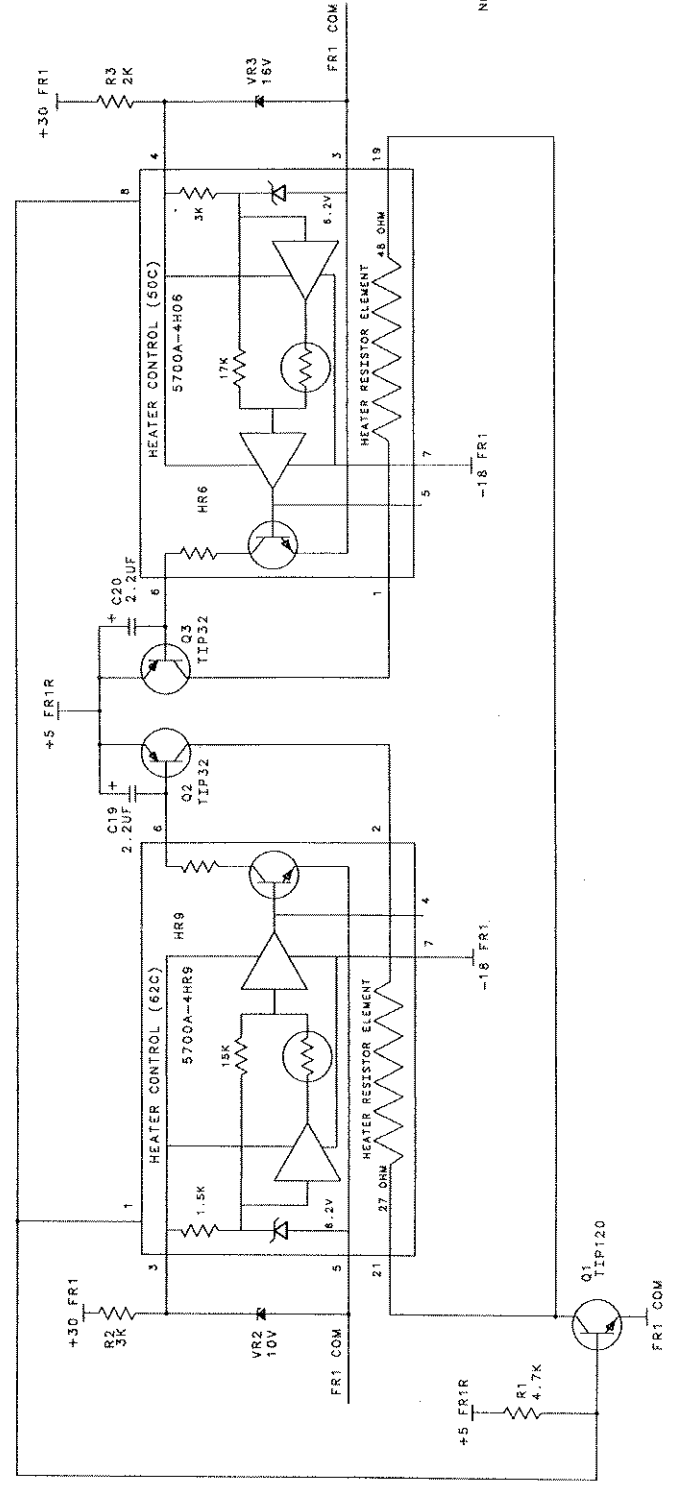 +5 FR1R
+30 FR1
R2
3K
C19
2.2UF
+
+ C20
2.2UF
+30 FR1
R3
2K
1
8
3
HEATER CONTROL (62C)
HR9
6
Q2
TIP32
Q3
TIP32
6
HEATER CONTROL (50C)
4
1.5K
5700A-4HR9
HR6
5700A-4H06
3K
15K
17K
VR2
10V
6.2V
6.2V
VR3
16V
FR1 COM
5
3
FR1 COM
21
27 OHM
HEATER RESISTOR ELEMENT
2
1
HEATER RESISTOR ELEMENT
48 OHM
19
7
4
5
7
-18 FR1
-18 FR1
+5 FR1R
R1
4.7K
Q1
TIP120
FR1 COM